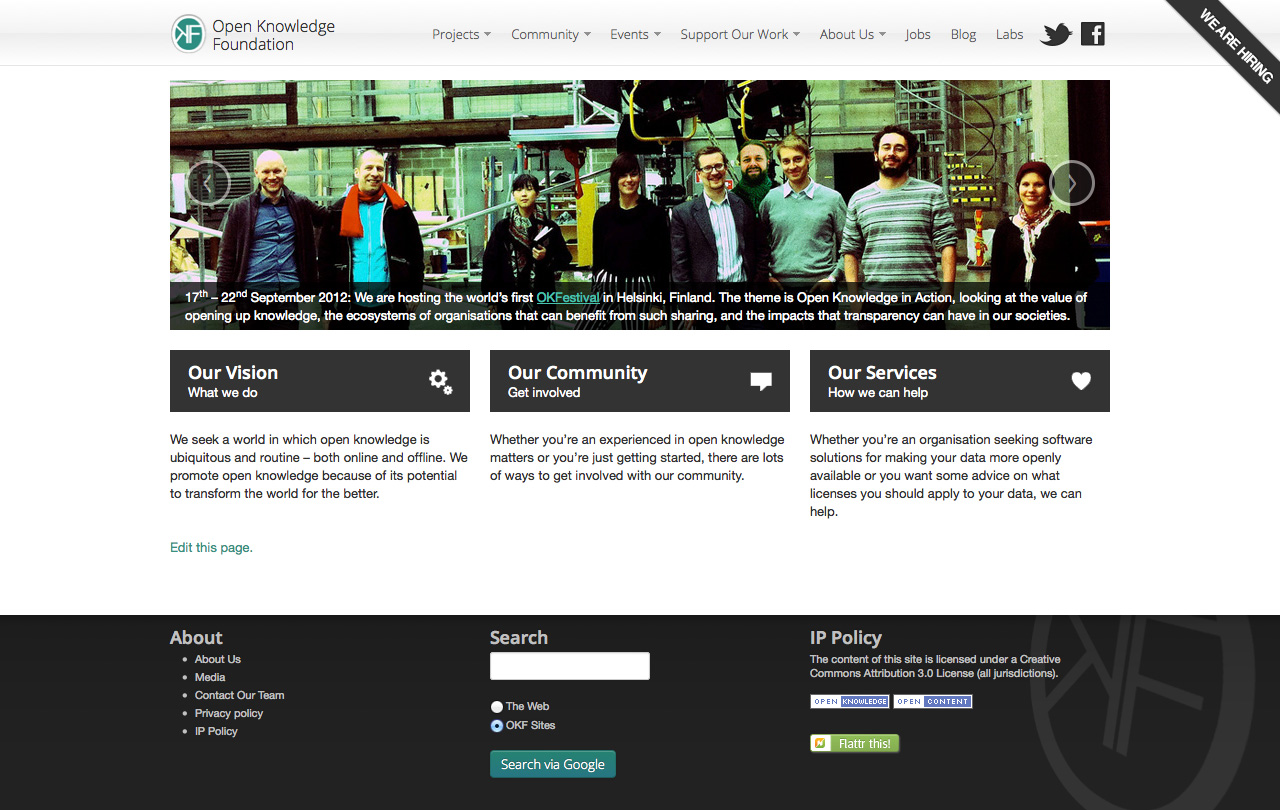 Open Knowledge
Foundation
Projects
Community
Events
Support Our Work
About Us
Jobs
Blog
Labs
WE ARE HIRING
17th – 22nd September 2012: We are hosting the world’s first OKFestival in Helsinki, Finland. The theme is Open Knowledge in Action, looking at the value of
opening up knowledge, the ecosystems of organisations that can benefit from such sharing, and the impacts that transparency can have in our societies.
Our Vision
What we do
We seek a world in which open knowledge is
ubiquitous and routine – both online and offline. We
promote open knowledge because of its potential
to transform the world for the better.
Our Community
Get involved
Whether you’re an experienced in open knowledge
matters or you’re just getting started, there are lots
of ways to get involved with our community.
Our Services
How we can help
Whether you’re an organisation seeking software
solutions for making your data more openly
available or you want some advice on what
licenses you should apply to your data, we can
help.
Edit this page.
About
About Us
Media
Contact Our Team
Privacy policy
IP Policy
Search
The Web
OKF Sites
Search via Google
IP Policy
The content of this site is licensed under a Creative
Commons Attribution 3.0 License (all jurisdictions).
OPEN KNOWLEDGE
OPEN CONTENT
Flattr this!